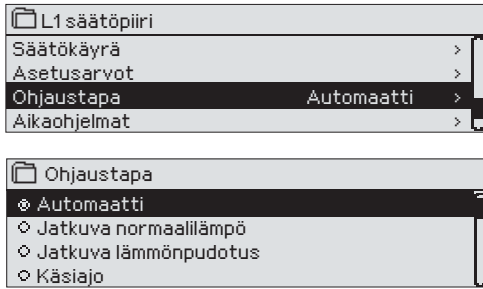 L1 säätöpiiri
Säätökäyrä >
Asetusarvot >
Ohjaustapa Automaatti >
Aikaohjelmat >
Ohjaustapa
Automaatti
Jatkuva normaalilämpö
Jatkuva lämmönpudotus
Käsiajo